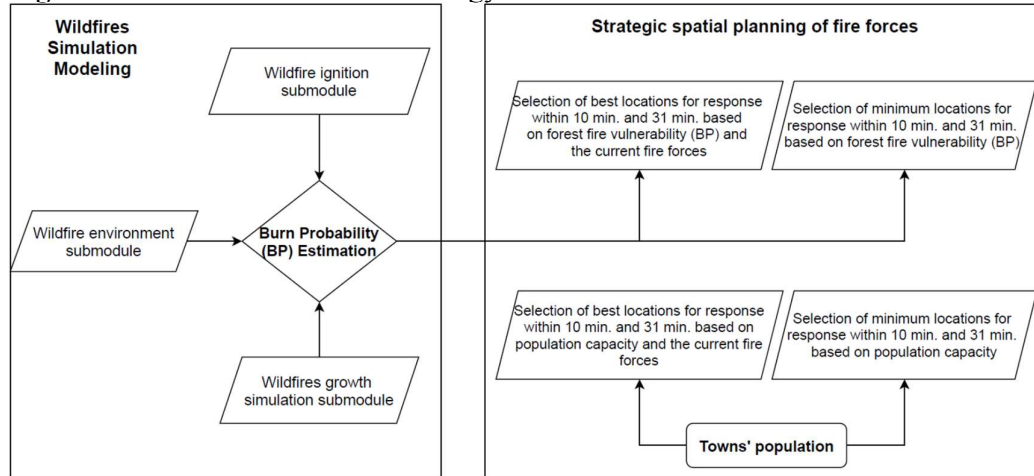 Wildfires
Simulation
Modeling
Wildfire ignition
submodule
Wildfire environment
submodule
Burn Probability
(BP) Estimation
Wildfires growth
simulation submodule
Strategic spatial planning of fire forces
Selection of best locations for response
within 10 min. and 31 min. based
on forest fire vulnerability (BP) and
the current fire forces
Selection of minimum locations for
response within 10 min. and 31 min.
based on forest fire vulnerability (BP)
Selection of best locations for response
within 10 min. and 31 min. based on
population capacity and the current fire
forces
Selection of minimum locations for
response within 10 min. and 31 min.
based on population capacity
Towns' population